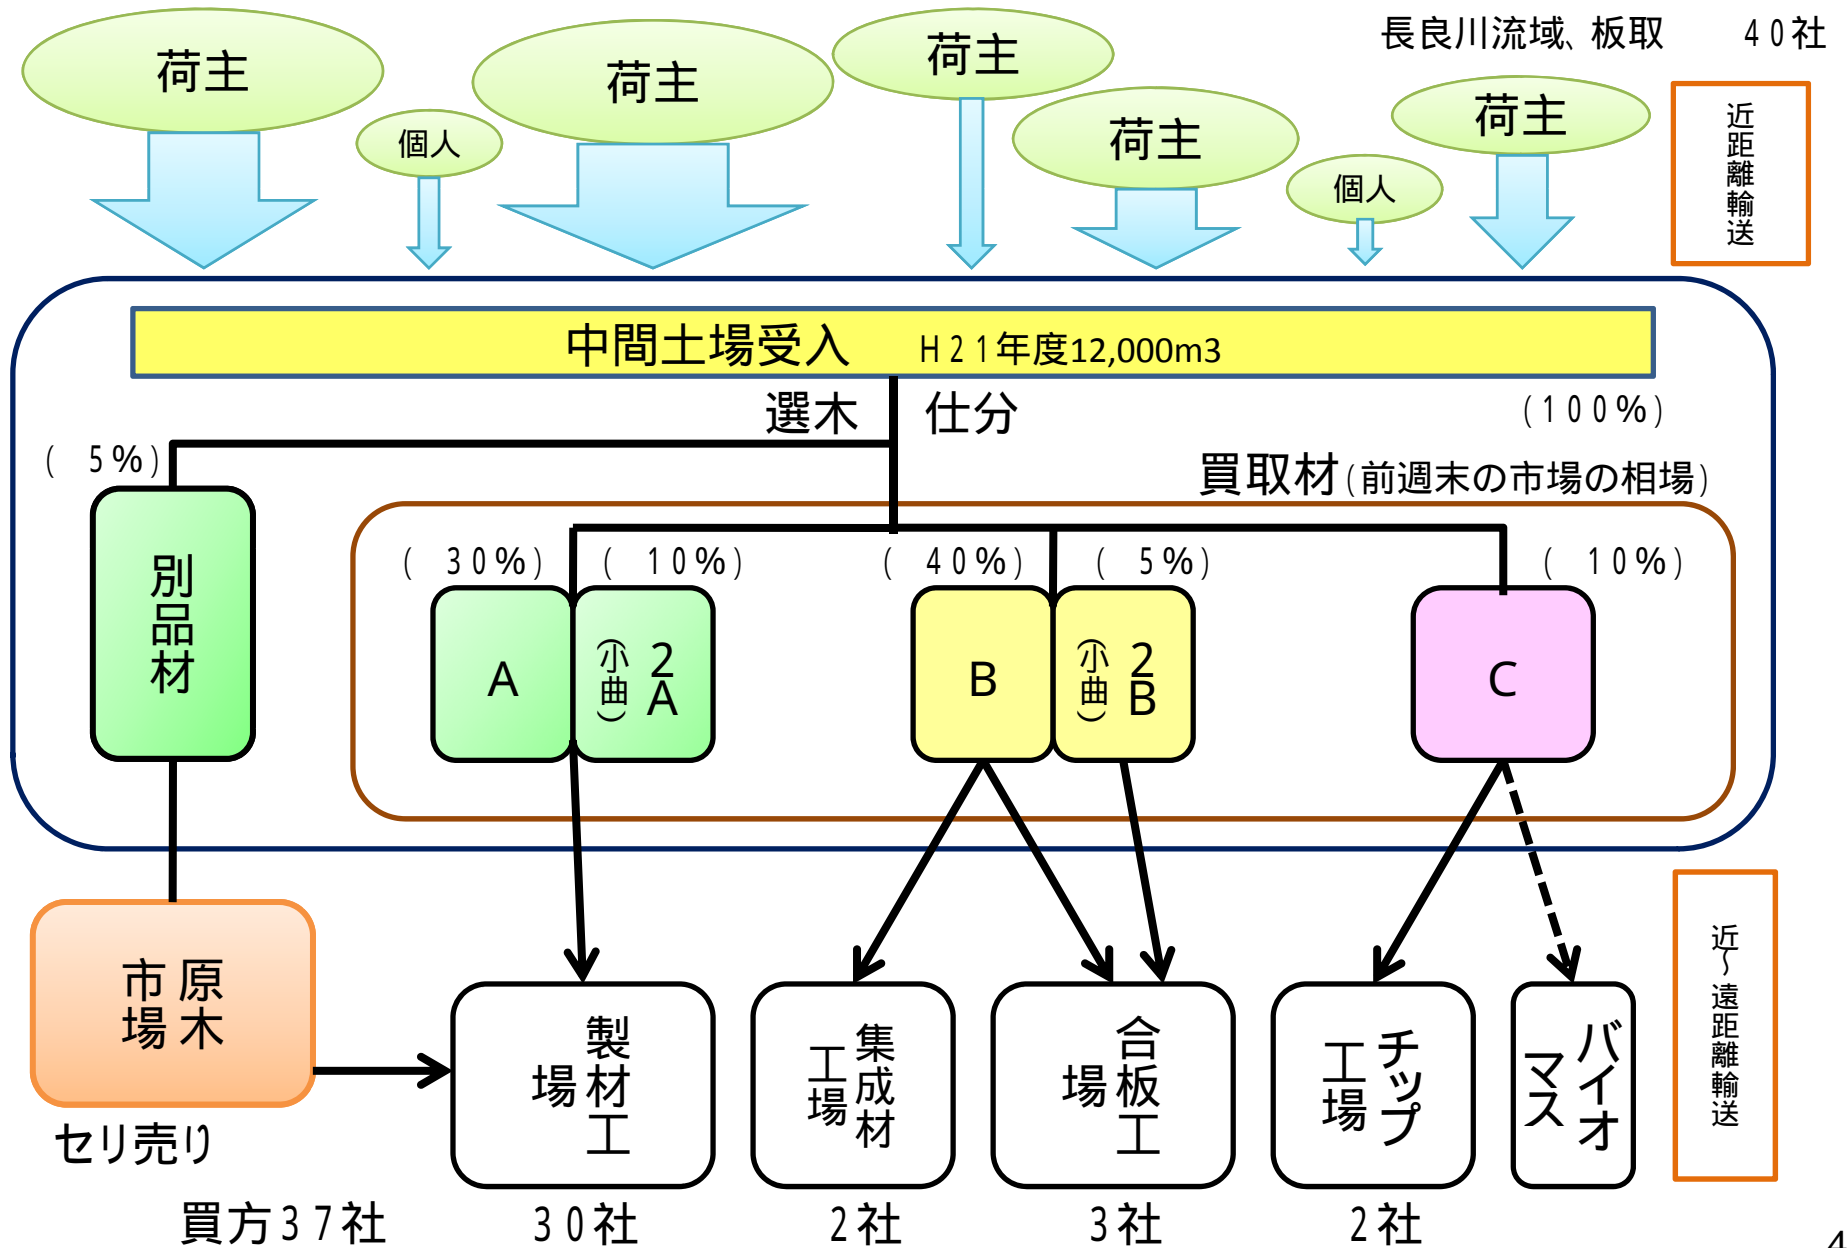 長良川流域、板取　　４０社
荷主
個人
荷主
荷主
荷主
個人
荷主
近距離輸送
中間土場受入　Ｈ２１年度12,000m3
選木　仕分
（１００％）
（　５％）
買取材（前週末の市場の相場）
（　３０％）
（　１０％）
（　４０％）
（　５％）
（　１０％）
別品材
A
2A
（小曲）
B
2B
（小曲）
C
原木
市場
製材工
場
集成材
工場
合板工
場
チップ
工場
バイオ
マス
近～遠距離輸送
セリ売り
買方３７社
３０社
２社
３社
２社
4